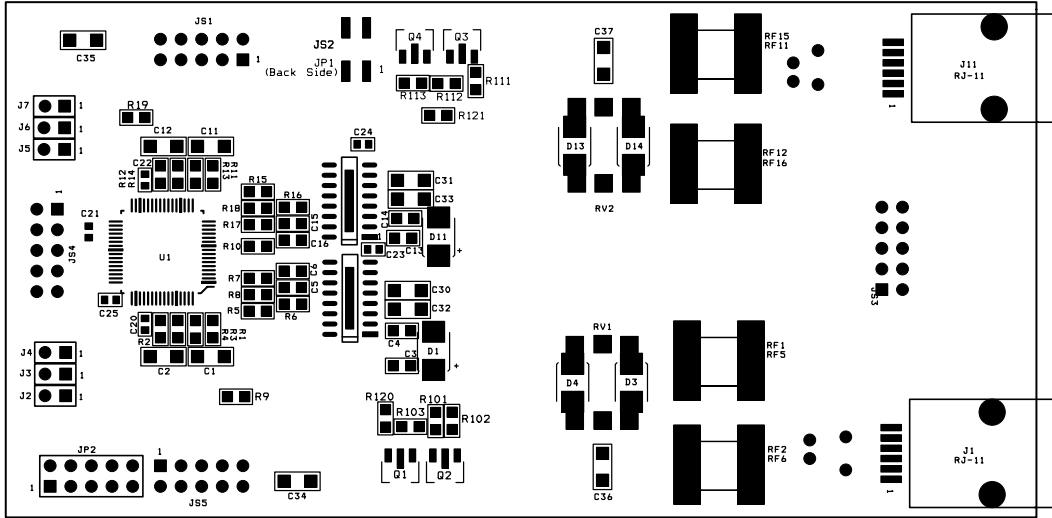 JS1
1
C35
JS2
JP1
(Back Side)
1
Q4
Q3
R113
R112
R111
R121
C37
RF15
RF11
J11
RJ-11
1
J7
1
J6
1
J5
1
R19
C12
C11
C24
C22
R12
R14
R13
R11
R15
R16
R18
R17
R10
C15
C16
C31
C33
C14
C13
C23
1
D11
+
D13
D14
RV2
RF12
RF16
1
JS4
C21
U1
C25
R7
R8
R5
C6
C5
R6
C30
C32
C4
C3
D1
+
JS3
C20
R2
R4
R3
R1
C2
C1
J4
1
J3
1
J2
1
R9
R120
R103
R101
R102
Q1
Q2
RV1
D4
D3
C36
RF1
RF5
RF2
RF6
J1
RJ-11
1
JP2
1
1
JS5
C34